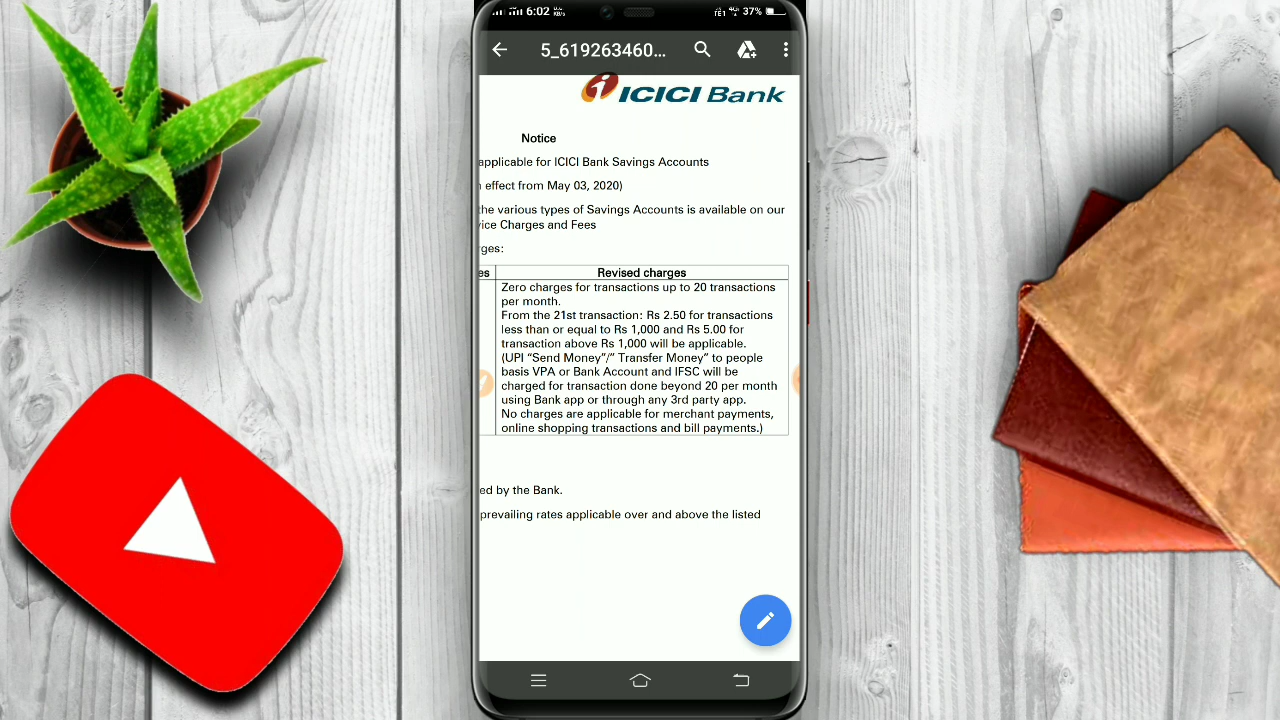 6:02
37%
5_619263460...
ICICI Bank
Notice
applicable for ICICI Bank Savings Accounts
effect from May 03, 2020)
the various types of Savings Accounts is available on our
vice Charges and Fees
rges:
es Revised charges
Zero charges for transactions up to 20 transactions
per month.
From the 21st transaction: Rs 2.50 for transactions
less than or equal to Rs 1,000 and Rs 5.00 for
transaction above Rs 1,000 will be applicable.
(UPI “Send Money”/” Transfer Money” to people
basis VPA or Bank Account and IFSC will be
charged for transaction done beyond 20 per month
using Bank app or through any 3rd party app.
No charges are applicable for merchant payments,
online shopping transactions and bill payments.)
ed by the Bank.
prevailing rates applicable over and above the listed